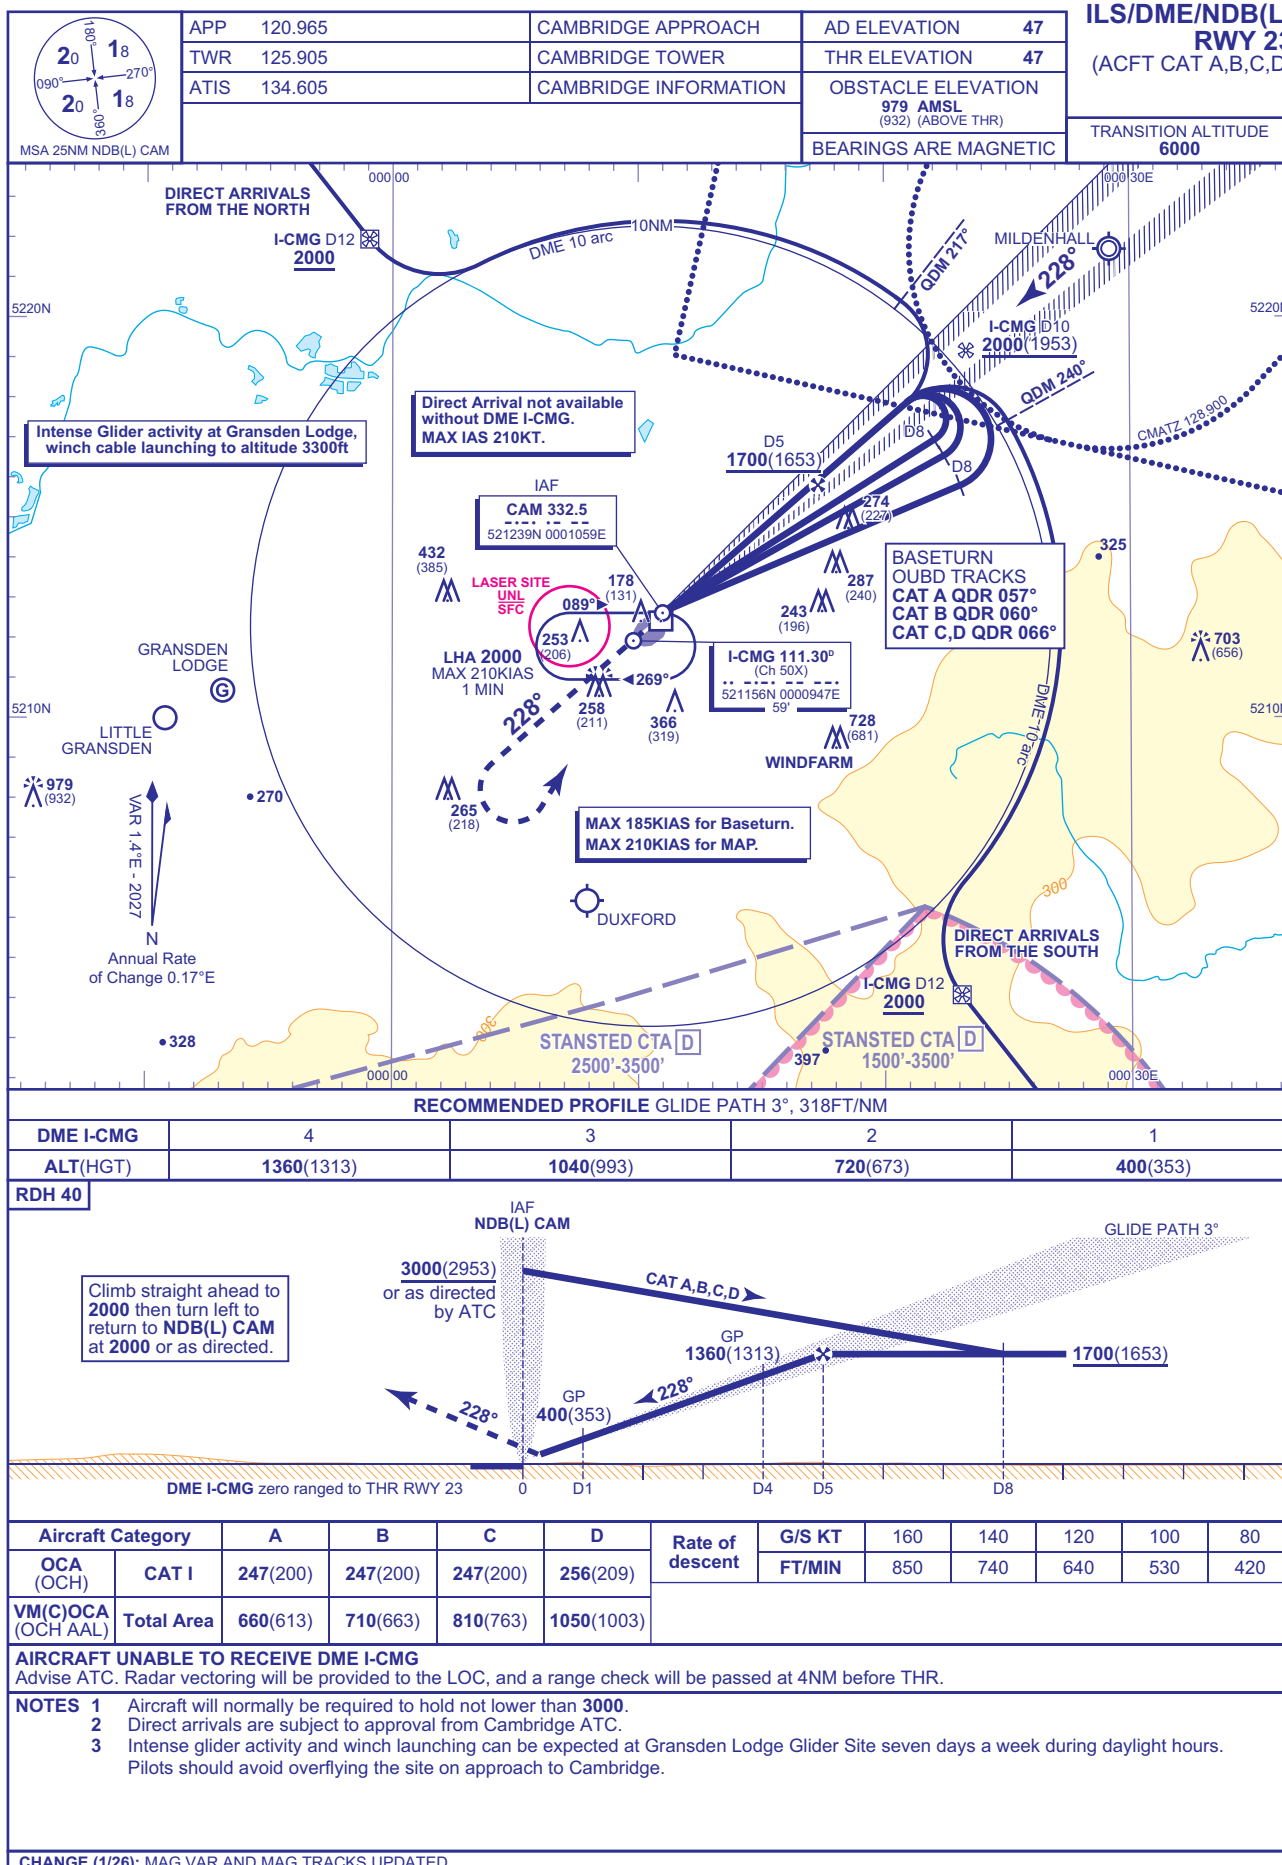 180°
20
18
090°
270°
20
18
360°
MSA 25NM NDB(L) CAM
APP 120.965 CAMBRIDGE APPROACH
TWR 125.905 CAMBRIDGE TOWER
ATIS 134.605 CAMBRIDGE INFORMATION
AD ELEVATION 47
THR ELEVATION 47
OBSTACLE ELEVATION
979 AMSL
(932) (ABOVE THR)
BEARINGS ARE MAGNETIC
ILS/DME/NDB(L
RWY 23
(ACFT CAT A,B,C,D
TRANSITION ALTITUDE
6000
000 00
000 30E
DIRECT ARRIVALS
FROM THE NORTH
I-CMG D12
2000
DME 10 arc
10NM
QDM 217°
MILDENHALL
228°
5220N
5220N
I-CMG D10
2000(1953)
QDM 240°
CMATZ 128.900
Intense Glider activity at Gransden Lodge,
winch cable launching to altitude 3300ft
Direct Arrival not available
without DME I-CMG.
MAX IAS 210KT.
D8
D8
D5
1700(1653)
IAF
CAM 332.5
521239N 0001059E
274
(227)
432
(385)
LASER SITE
UNL
SFC
178
(131)
089°
287
(240)
243
(196)
BASETURN
OUBD TRACKS
CAT A QDR 057°
CAT B QDR 060°
CAT C,D QDR 066°
325
703
(656)
253
(206)
GRANSDEN
LODGE
G
LHA 2000
MAX 210KIAS
1 MIN
269°
I-CMG 111.30D
(Ch 50X)
521156N 0000947E
59'
258
(211)
366
(319)
228°
DME 10 arc
5210N
5210N
LITTLE
GRANSDEN
728
(681)
WINDFARM
979
(932)
270
265
(218)
MAX 185KIAS for Baseturn.
MAX 210KIAS for MAP.
VAR 1.4°E - 2027
N
Annual Rate
of Change 0.17°E
DUXFORD
300
DIRECT ARRIVALS
FROM THE SOUTH
I-CMG D12
2000
300
328
STANSTED CTA D
2500'-3500'
397
STANSTED CTA D
1500'-3500'
000 00
000 30E
RECOMMENDED PROFILE GLIDE PATH 3°, 318FT/NM
DME I-CMG 4 3 2 1
ALT(HGT) 1360(1313) 1040(993) 720(673) 400(353)
RDH 40
IAF
NDB(L) CAM
GLIDE PATH 3°
3000(2953)
or as directed
by ATC
CAT A,B,C,D
Climb straight ahead to
2000 then turn left to
return to NDB(L) CAM
at 2000 or as directed.
GP
1360(1313)
1700(1653)
228°
GP
400(353)
228°
DME I-CMG zero ranged to THR RWY 23 0 D1 D4 D5 D8
Aircraft Category A B C D
OCA
(OCH) CAT I 247(200) 247(200) 247(200) 256(209)
VM(C)OCA
(OCH AAL) Total Area 660(613) 710(663) 810(763) 1050(1003)
Rate of
descent
G/S KT 160 140 120 100 80
FT/MIN 850 740 640 530 420
AIRCRAFT UNABLE TO RECEIVE DME I-CMG
Advise ATC. Radar vectoring will be provided to the LOC, and a range check will be passed at 4NM before THR.
NOTES 1 Aircraft will normally be required to hold not lower than 3000.
2 Direct arrivals are subject to approval from Cambridge ATC.
3 Intense glider activity and winch launching can be expected at Gransden Lodge Glider Site seven days a week during daylight hours.
Pilots should avoid overflying the site on approach to Cambridge.
CHANGE (1/26): MAG VAR AND MAG TRACKS UPDATED